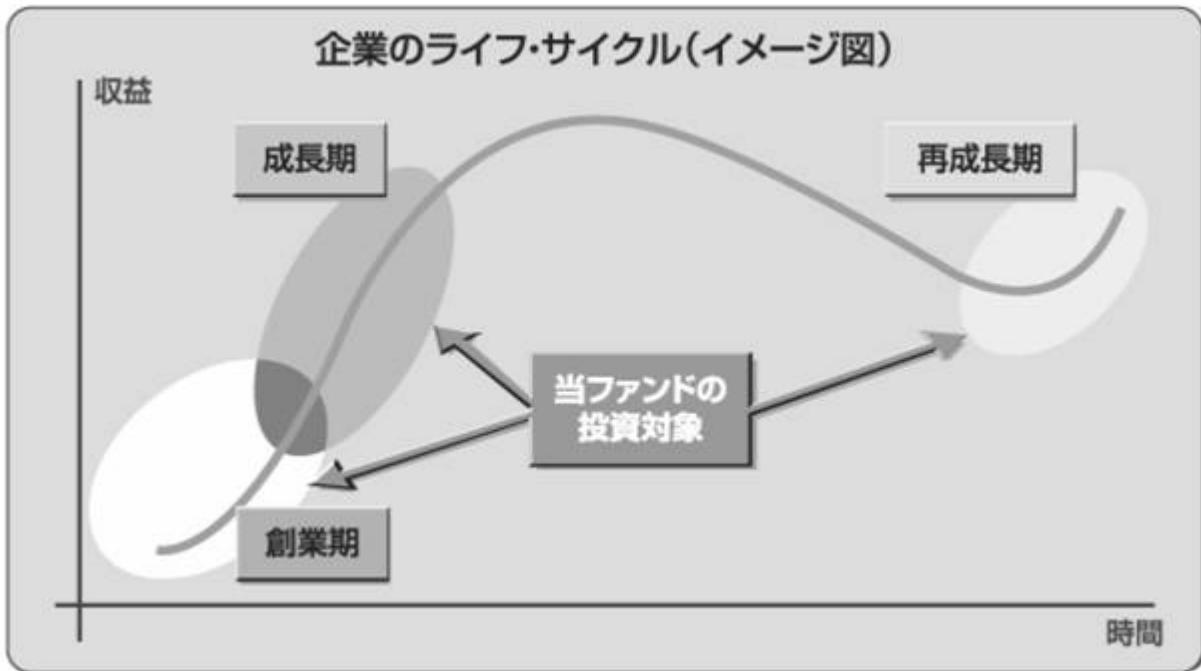 企業のライフ・サイクル（イメージ図）
収益
成長期
再成長期
当ファンドの
投資対象
創業期
時間